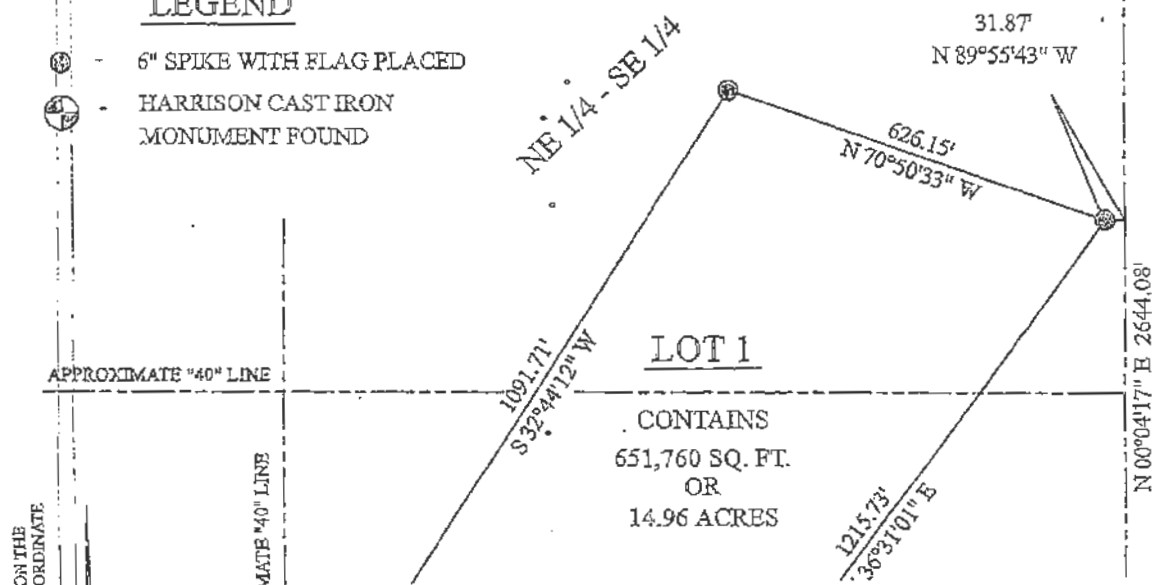 LEGEND
- 6" SPIKE WITH FLAG PLACED
- HARRISON CAST IRON
MONUMENT FOUND
NE 1/4 - SE 1/4
31.87'
N 89°55'43" W
626.15'
N 70°50'33" W
N 00°04'17" E 2644.08'
1091.71'
S 32°44'12" W
LOT 1
APPROXIMATE "40" LINE
CONTAINS
651,760 SQ. FT.
OR
14.96 ACRES
1215.73'
36°31'01" E
MATE "40" LINE
ON THE
ORDINATE